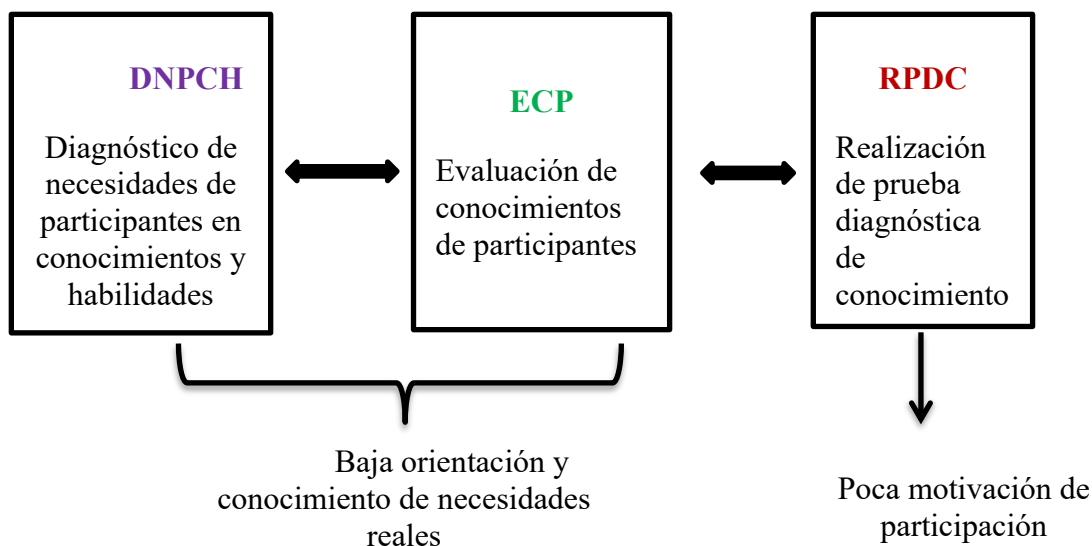 DNPCH
Diagnóstico de
necesidades de
participantes en
conocimientos y
habilidades
ECP
Evaluación de
conocimientos
de participantes
RPDC
Realización
de prueba
diagnóstica
de
conocimiento
Baja orientación y
conocimiento de necesidades
reales
Poca motivación de
participación